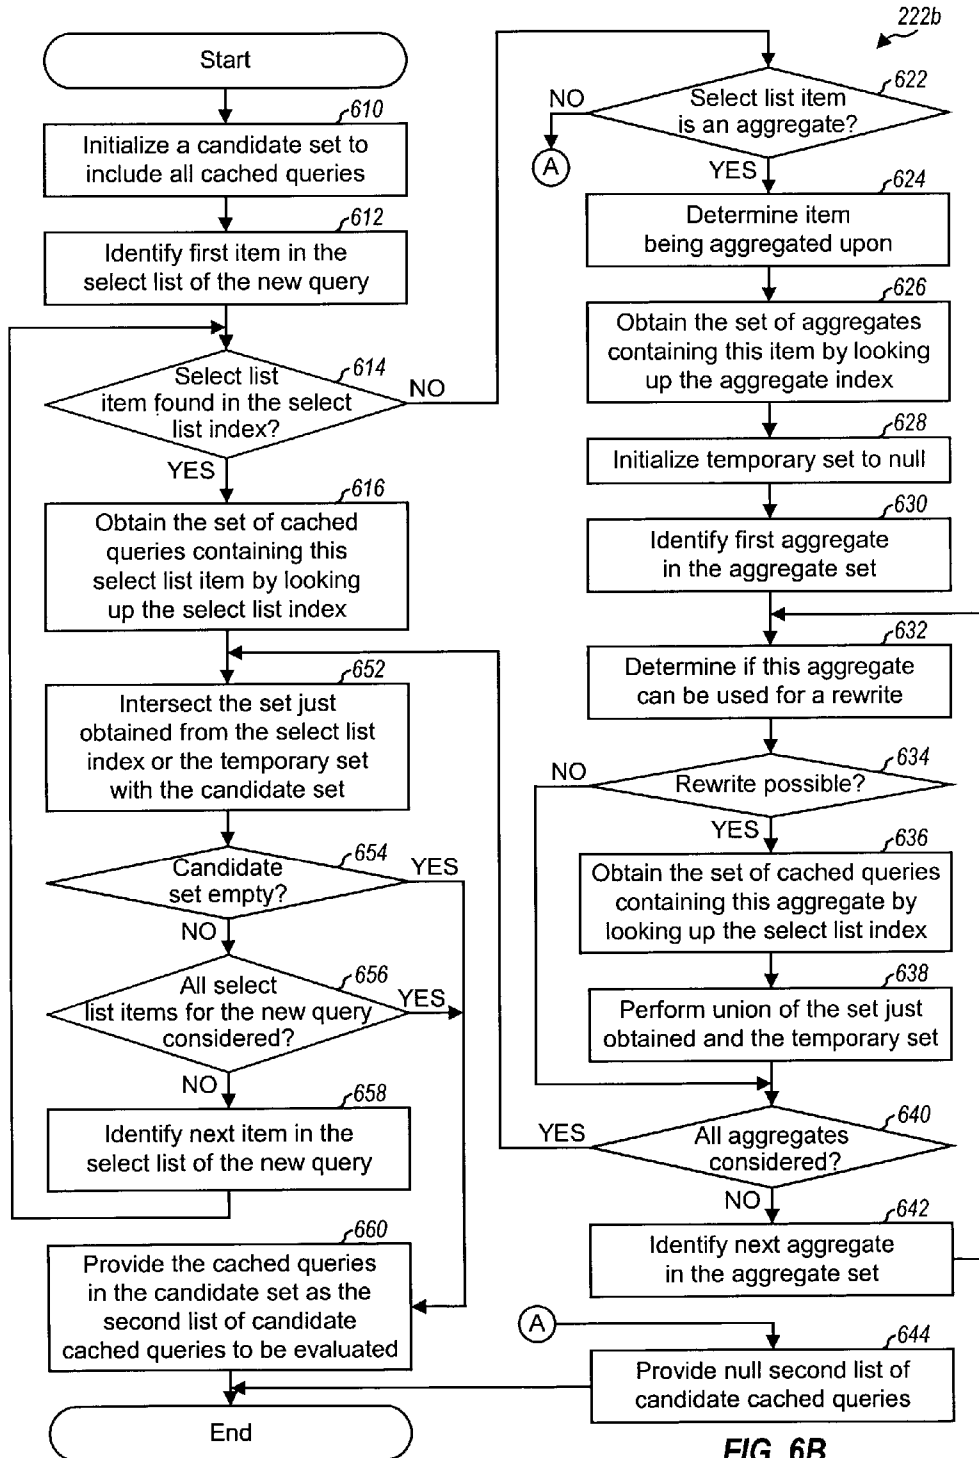 222b
Start
610
Initialize a candidate set to
include all cached queries
612
Identify first item in the
select list of the new query
614
Select list
item found in the select
list index?
NO
YES
616
Obtain the set of cached
queries containing this
select list item by looking
up the select list index
652
Intersect the set just
obtained from the select list
index or the temporary set
with the candidate set
654
Candidate
set empty?
YES
NO
656
All select
list items for the new query
considered?
YES
NO
658
Identify next item in the
select list of the new query
660
Provide the cached queries
in the candidate set as the
second list of candidate
cached queries to be evaluated
End
622
Select list item
is an aggregate?
NO
A
YES
624
Determine item
being aggregated upon
626
Obtain the set of aggregates
containing this item by looking
up the aggregate index
628
Initialize temporary set to null
630
Identify first aggregate
in the aggregate set
632
Determine if this aggregate
can be used for a rewrite
634
Rewrite possible?
NO
YES
636
Obtain the set of cached queries
containing this aggregate by
looking up the select list index
638
Perform union of the set just
obtained and the temporary set
640
All aggregates
considered?
YES
NO
642
Identify next aggregate
in the aggregate set
A
644
Provide null second list of
candidate cached queries
FIG. 6B